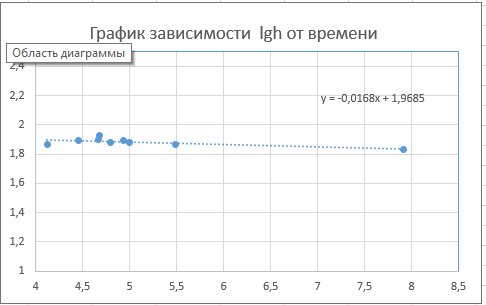 График зависимости lgh от времени
Область диаграммы
2,4
2,2
2
1,8
1,6
1,4
1,2
1
y = -0,0168x + 1,9685
4 4,5 5 5,5 6 6,5 7 7,5 8 8,5